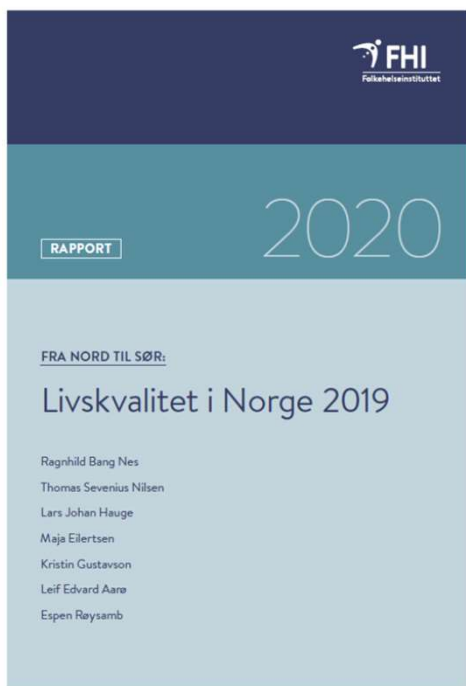 FHI
Folkehelseinstituttet
2020
RAPPORT
FRA NORD TIL SØR:
Livskvalitet i Norge 2019
Ragnhild Bang Nes
Thomas Sevenius Nilsen
Lars Johan Hauge
Maja Eilertsen
Kristin Gustavson
Leif Edvard Aarø
Espen Røysamb